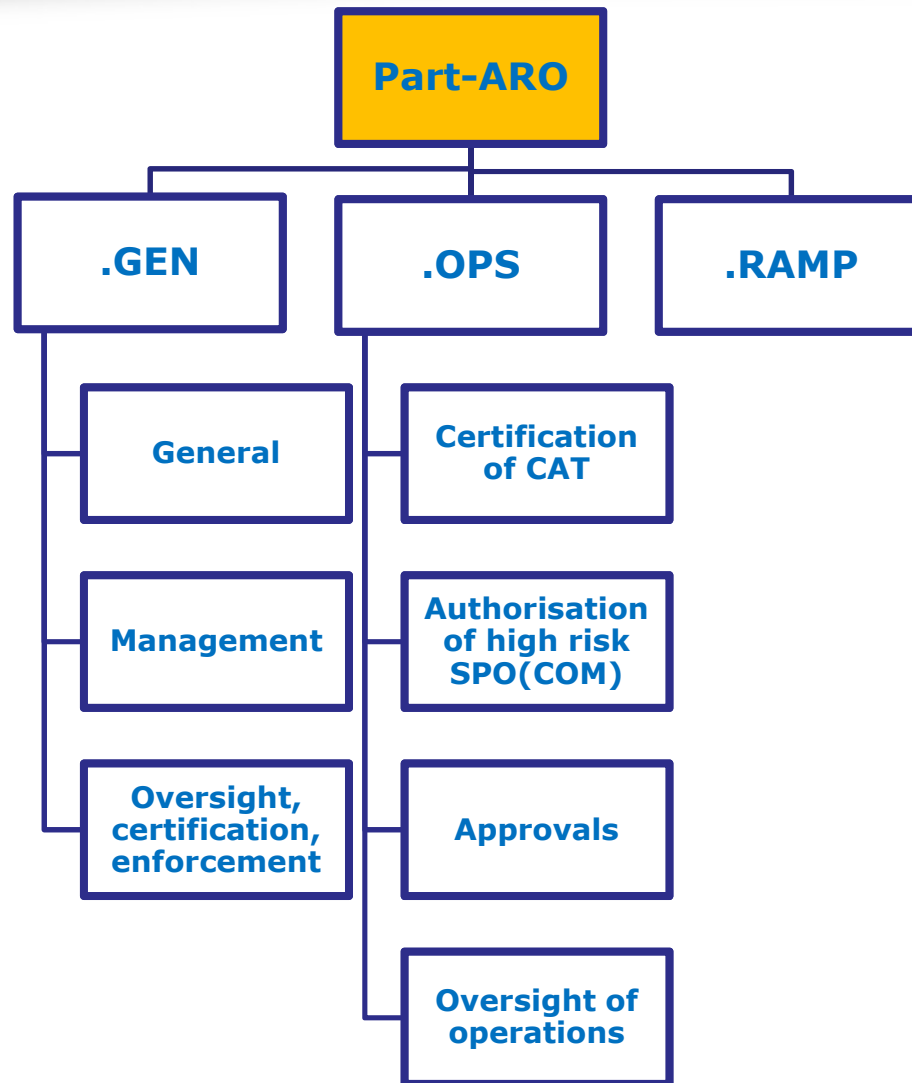 Part-ARO
.GEN
.OPS
.RAMP
General
Management
Oversight,
certification,
enforcement
Certification
of CAT
Authorisation
of high risk
SPO(COM)
Approvals
Oversight of
operations